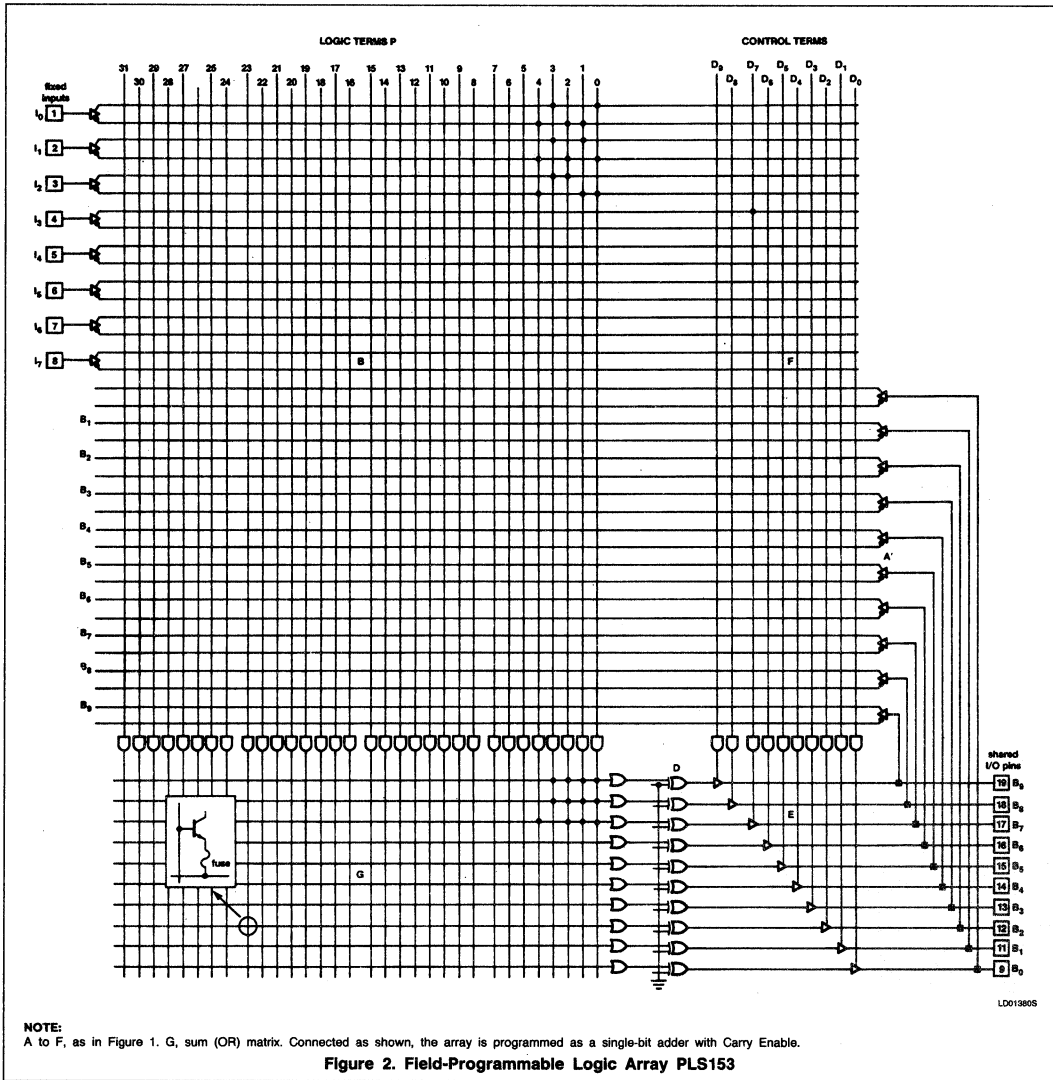 LOGIC TERMS P
CONTROL TERMS
31 29 27 25 23 21 19 17 15 13 11 9 7 5 3 1
30 28 26 24 22 20 18 16 14 12 10 8 6 4 2 0
D9 D7 D5 D3 D1
D8 D6 D4 D2 D0
fixed
inputs
I0 1
I1 2
I2 3
I3 4
I4 5
I5 6
I6 7
I7 8
B
F
B1
B2
B3
B4
A'
B5
B6
B7
B8
B9
D
shared
I/O pins
19 B9
18 B8
E
17 B7
16 B6
fuse
15 B5
G
14 B4
13 B3
12 B2
11 B1
9 B0
LD01380S
NOTE:
A to F, as in Figure 1. G, sum (OR) matrix. Connected as shown, the array is programmed as a single-bit adder with Carry Enable.
Figure 2. Field-Programmable Logic Array PLS153